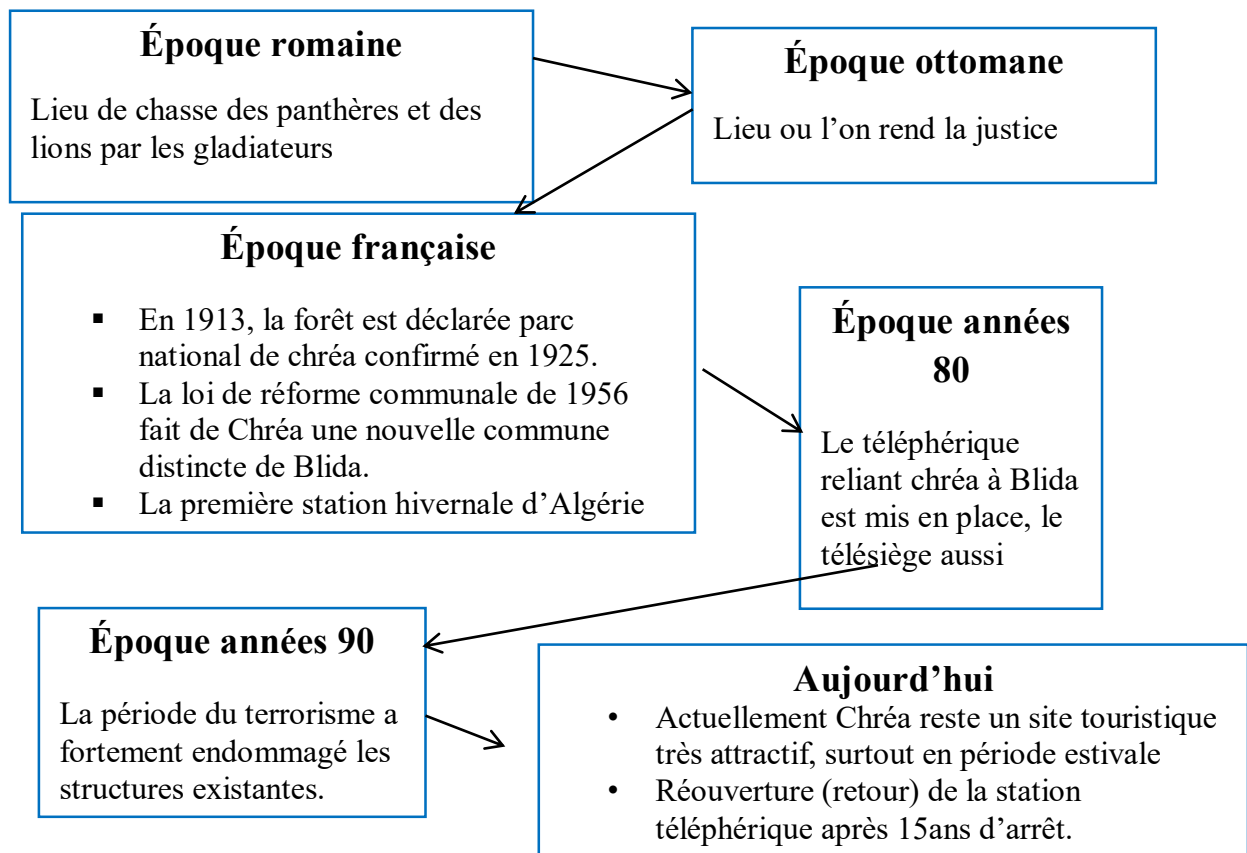 Époque romaine
Lieu de chasse des panthères et des
lions par les gladiateurs
Époque ottomane
Lieu ou l’on rend la justice
Époque française
▪ En 1913, la forêt est déclarée parc
national de chréa confirmé en 1925.
▪ La loi de réforme communale de 1956
fait de Chréa une nouvelle commune
distincte de Blida.
▪ La première station hivernale d’Algérie
Époque années
80
Le téléphérique
reliant chréa à Blida
est mis en place, le
télésiège aussi
Époque années 90
La période du terrorisme a
fortement endommagé les
structures existantes.
Aujourd’hui
• Actuellement Chréa reste un site touristique
très attractif, surtout en période estivale
• Réouverture (retour) de la station
téléphérique après 15ans d’arrêt.